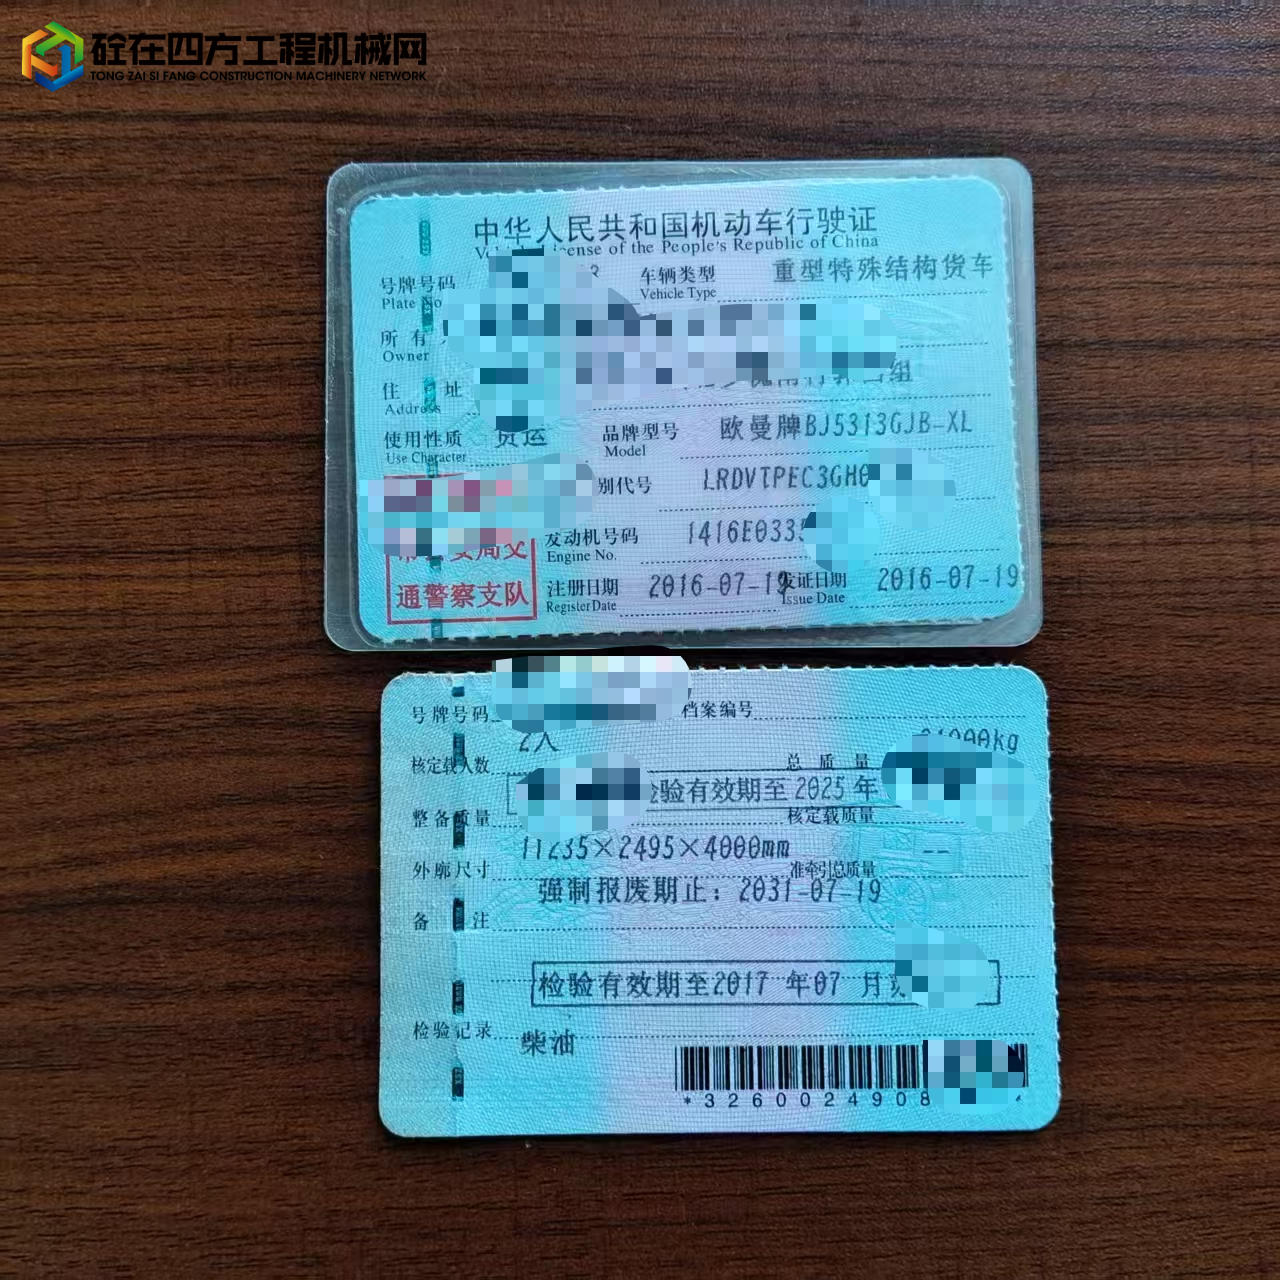 砼在四方工程机械网
TONG ZAI SI FANG CONSTRUCTION MACHINERY NETWORK
中华人民共和国机动车行驶证
License of the People's Republic of China
号牌号码 车辆类型 重型特殊结构货车
Plate No Vehicle Type
所有
Owner
住址
Address
使用性质 货运 品牌型号 欧曼牌BJ5313GJB-XL
Use Character Model
别代号 LRDVTPEC3GH0
发动机号码 1416E033
Engine No.
注册日期 2016-07-19 发证日期 2016-07-19
Register Date Issue Date
通警察支队
号牌号码 档案编号
核定载人数 2人 总质量 kg
整备质量 检验有效期至2025年 核定载质量
外廓尺寸 11235×2495×4000mm 准牵引总质量 --
备注 强制报废期止：2031-07-19
检验有效期至2017 年07 月
检验记录 柴油
*3260024908